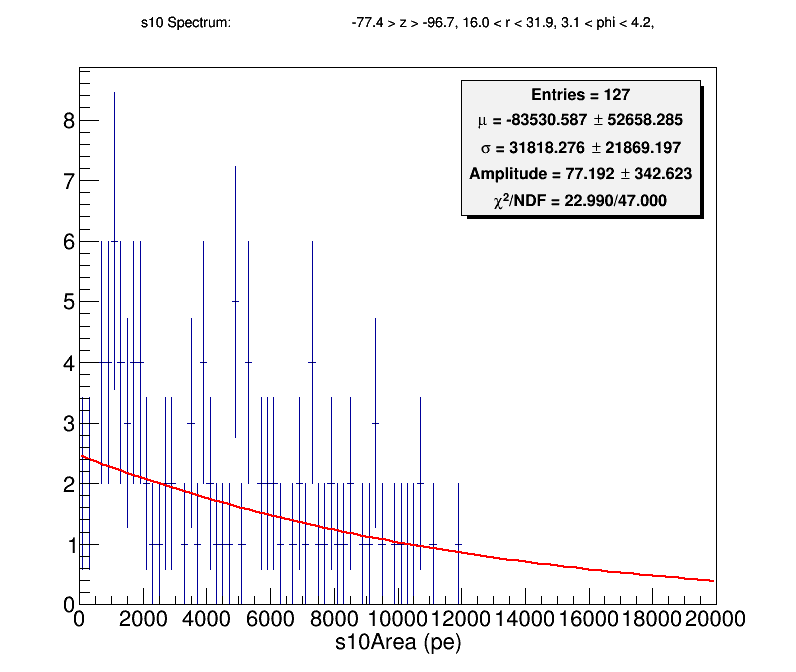 s10 Spectrum: -77.4 > z > -96.7, 16.0 < r < 31.9, 3.1 < phi < 4.2,
Entries = 127
μ = -83530.587 ± 52658.285
σ = 31818.276 ± 21869.197
Amplitude = 77.192 ± 342.623
χ²/NDF = 22.990/47.000
8
7
6
5
4
3
2
1
0
0 2000 4000 6000 8000 10000 12000 14000 16000 18000 20000
s10Area (pe)